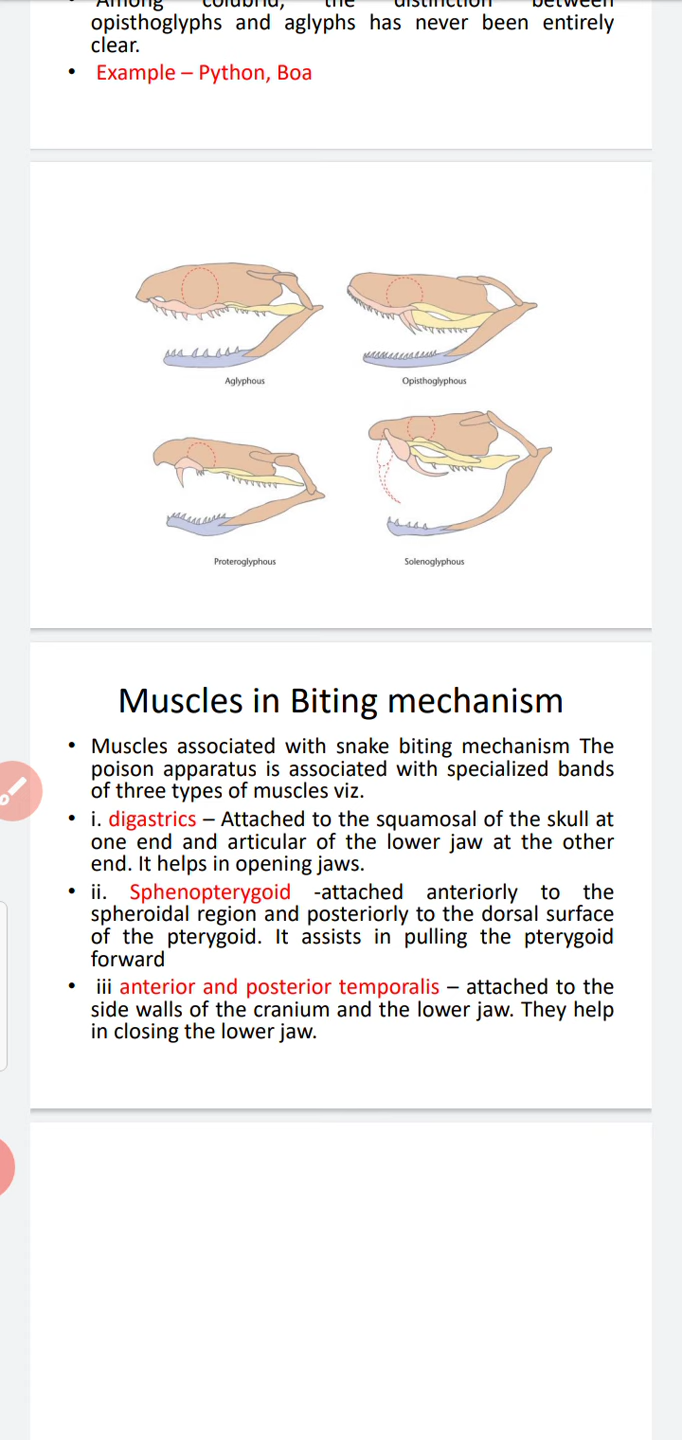 Among colubrid, the distinction between
opisthoglyphs and aglyphs has never been entirely
clear.
• Example – Python, Boa
Aglyphous
Opisthoglyphous
Proteroglyphous
Solenoglyphous
Muscles in Biting mechanism
• Muscles associated with snake biting mechanism The
poison apparatus is associated with specialized bands
of three types of muscles viz.
• i. digastrics – Attached to the squamosal of the skull at
one end and articular of the lower jaw at the other
end. It helps in opening jaws.
• ii. Sphenopterygoid -attached anteriorly to the
spheroidal region and posteriorly to the dorsal surface
of the pterygoid. It assists in pulling the pterygoid
forward
• iii anterior and posterior temporalis – attached to the
side walls of the cranium and the lower jaw. They help
in closing the lower jaw.